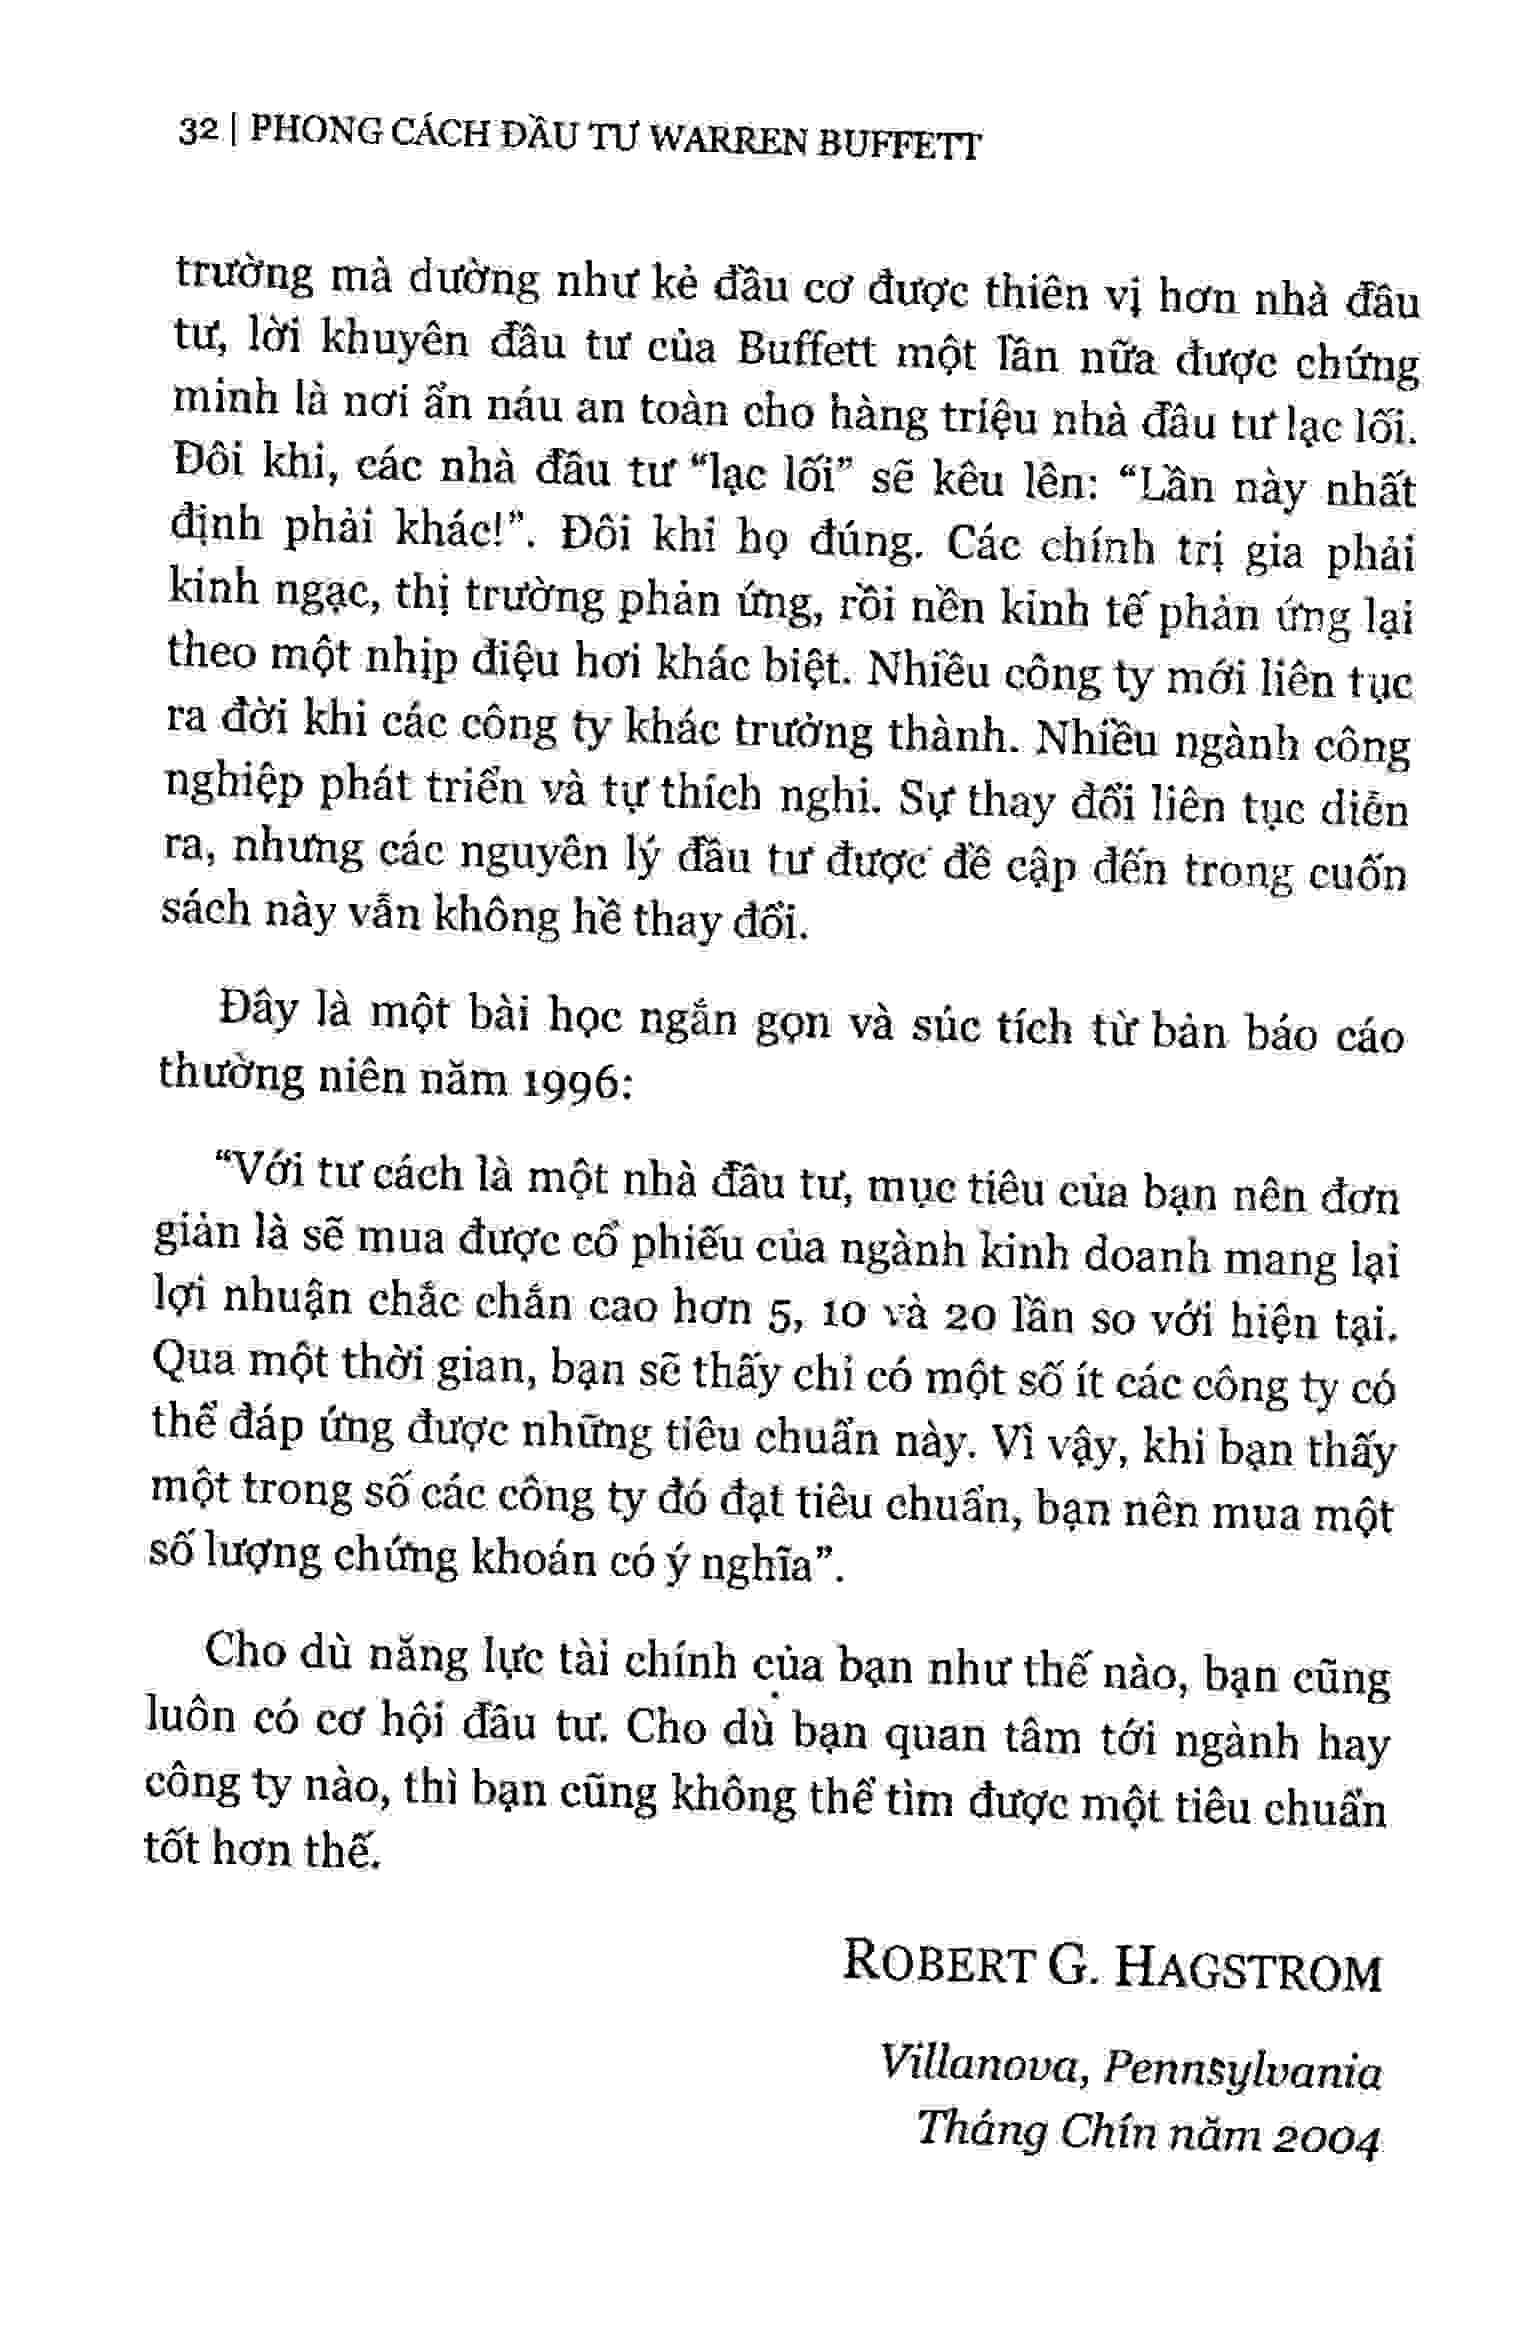 32 | PHONG CÁCH ĐẦU TƯ WARREN BUFFETT
trường mà dường như kẻ đầu cơ được thiên vị hơn nhà đầu
tư, lời khuyên đầu tư của Buffett một lần nữa được chứng
minh là nơi ẩn náu an toàn cho hàng triệu nhà đầu tư lạc lối.
Đôi khi, các nhà đầu tư “lạc lối” sẽ kêu lên: “Lần này nhất
định phải khác!”. Đôi khi họ đúng. Các chính trị gia phải
kinh ngạc, thị trường phản ứng, rồi nền kinh tế phản ứng lại
theo một nhịp điệu hơi khác biệt. Nhiều công ty mới liên tục
ra đời khi các công ty khác trưởng thành. Nhiều ngành công
nghiệp phát triển và tự thích nghi. Sự thay đổi liên tục diễn
ra, nhưng các nguyên lý đầu tư được đề cập đến trong cuốn
sách này vẫn không hề thay đổi.
Đây là một bài học ngắn gọn và súc tích từ bản báo cáo
thường niên năm 1996:
“Với tư cách là một nhà đầu tư, mục tiêu của bạn nên đơn
giản là sẽ mua được cổ phiếu của ngành kinh doanh mang lại
lợi nhuận chắc chắn cao hơn 5, 10 và 20 lần so với hiện tại.
Qua một thời gian, bạn sẽ thấy chỉ có một số ít các công ty có
thể đáp ứng được những tiêu chuẩn này. Vì vậy, khi bạn thấy
một trong số các công ty đó đạt tiêu chuẩn, bạn nên mua một
số lượng chứng khoán có ý nghĩa”.
Cho dù năng lực tài chính của bạn như thế nào, bạn cũng
luôn có cơ hội đầu tư. Cho dù bạn quan tâm tới ngành hay
công ty nào, thì bạn cũng không thể tìm được một tiêu chuẩn
tốt hơn thế.
ROBERT G. HAGSTROM
Villanova, Pennsylvania
Tháng Chín năm 2004